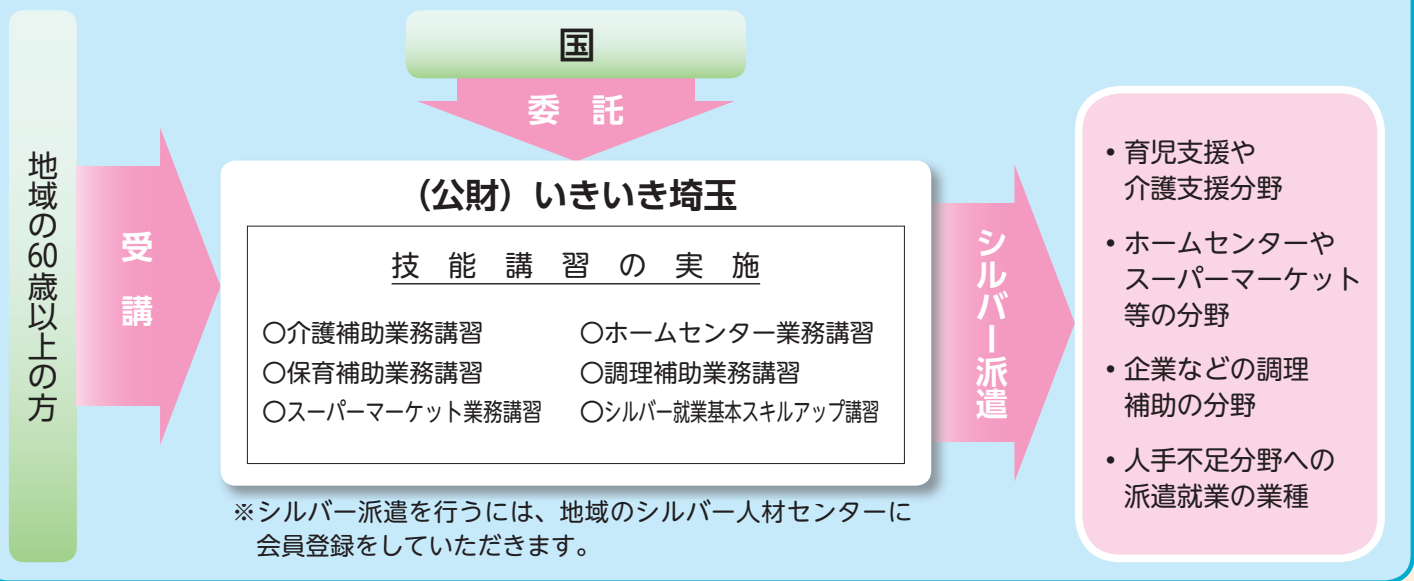 国
委 託
地域の60歳以上の方
受 講
(公財) いきいき埼玉
技 能 講 習 の 実 施
〇介護補助業務講習
〇ホームセンター業務講習
〇保育補助業務講習
〇調理補助業務講習
〇スーパーマーケット業務講習
〇シルバー就業基本スキルアップ講習
※シルバー派遣を行うには、地域のシルバー人材センターに
会員登録をしていただきます。
シルバー派遣
・育児支援や
介護支援分野
・ホームセンターや
スーパーマーケット
等の分野
・企業などの調理
補助の分野
・人手不足分野への
派遣就業の業種